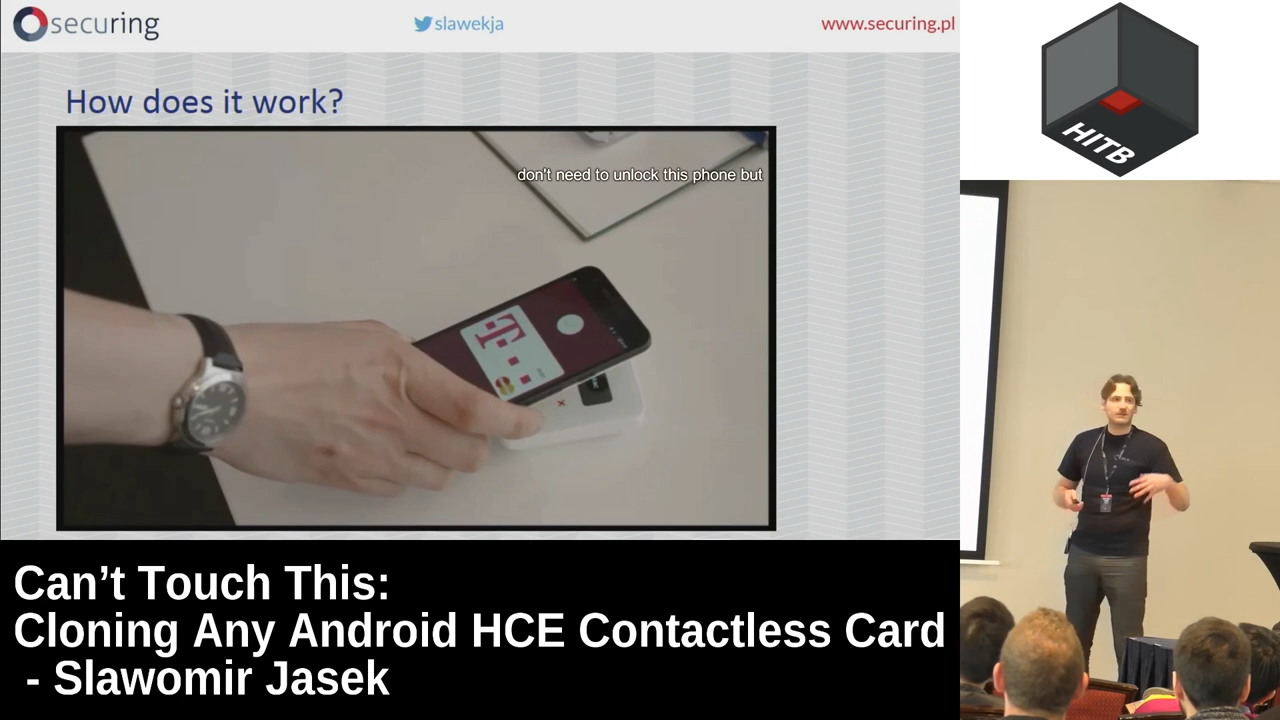 securing
slawekja
www.securing.pl
How does it work?
don't need to unlock this phone but
T
HITB
Can’t Touch This:
Cloning Any Android HCE Contactless Card
- Slawomir Jasek